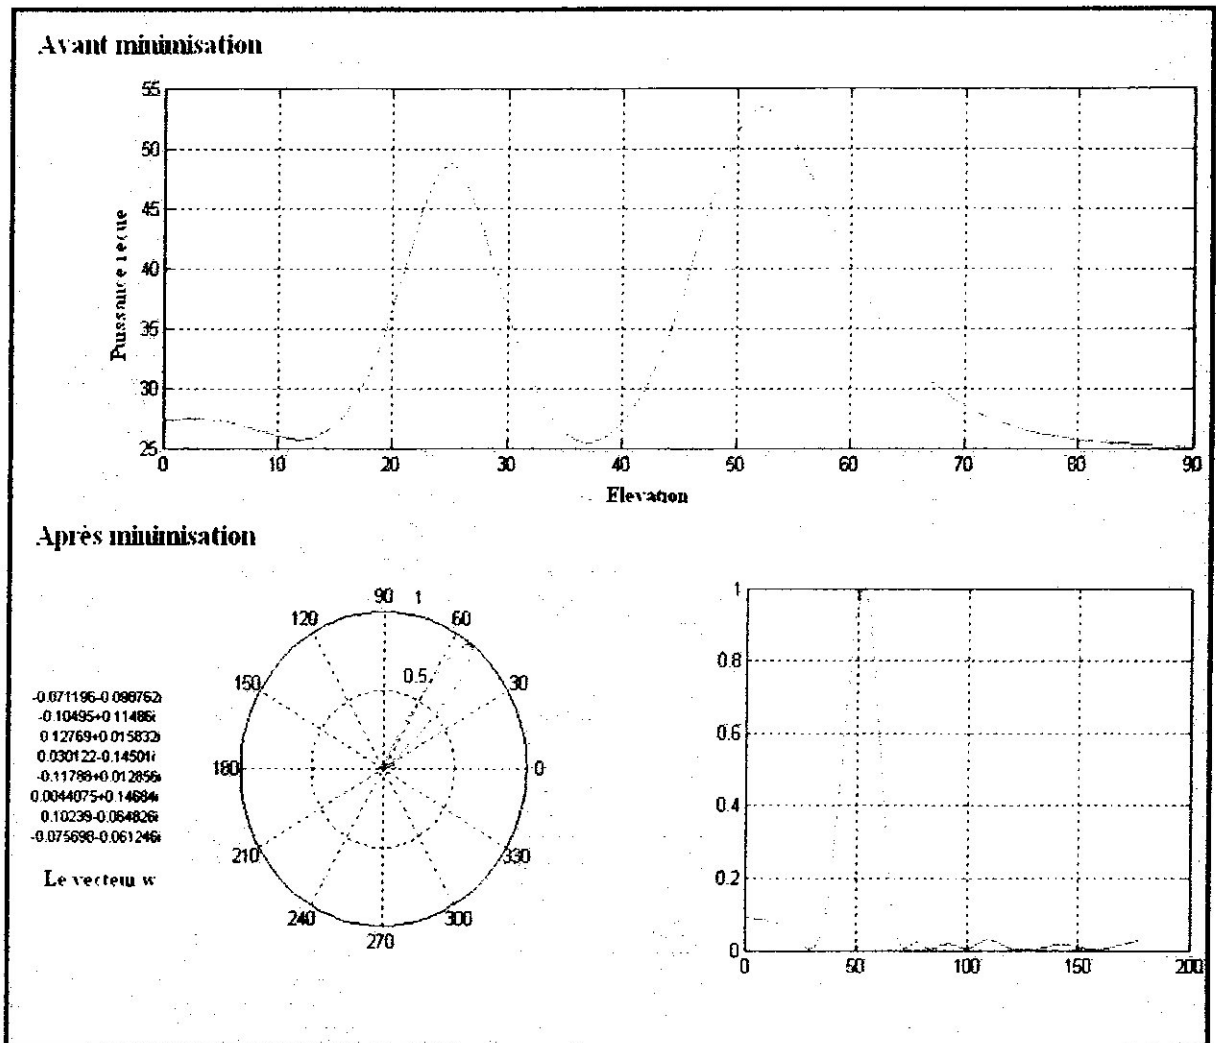 Avant minimisation
55
50
45
40
35
30
25
Puissance reçue
0 10 20 30 40 50 60 70 80 90
Elevation
Après minimisation
90 1
120 60
0.5
150 30
180 0
210 330
240 300
270
-0.071196-0.098762i
-0.10495+0.11486i
0.12769+0.015832i
0.030122-0.14501i
-0.11788+0.012856i
0.0044075+0.14684i
0.10239-0.064826i
-0.075698-0.061246i
Le vecteur w
1
0.8
0.6
0.4
0.2
0
0 50 100 150 200